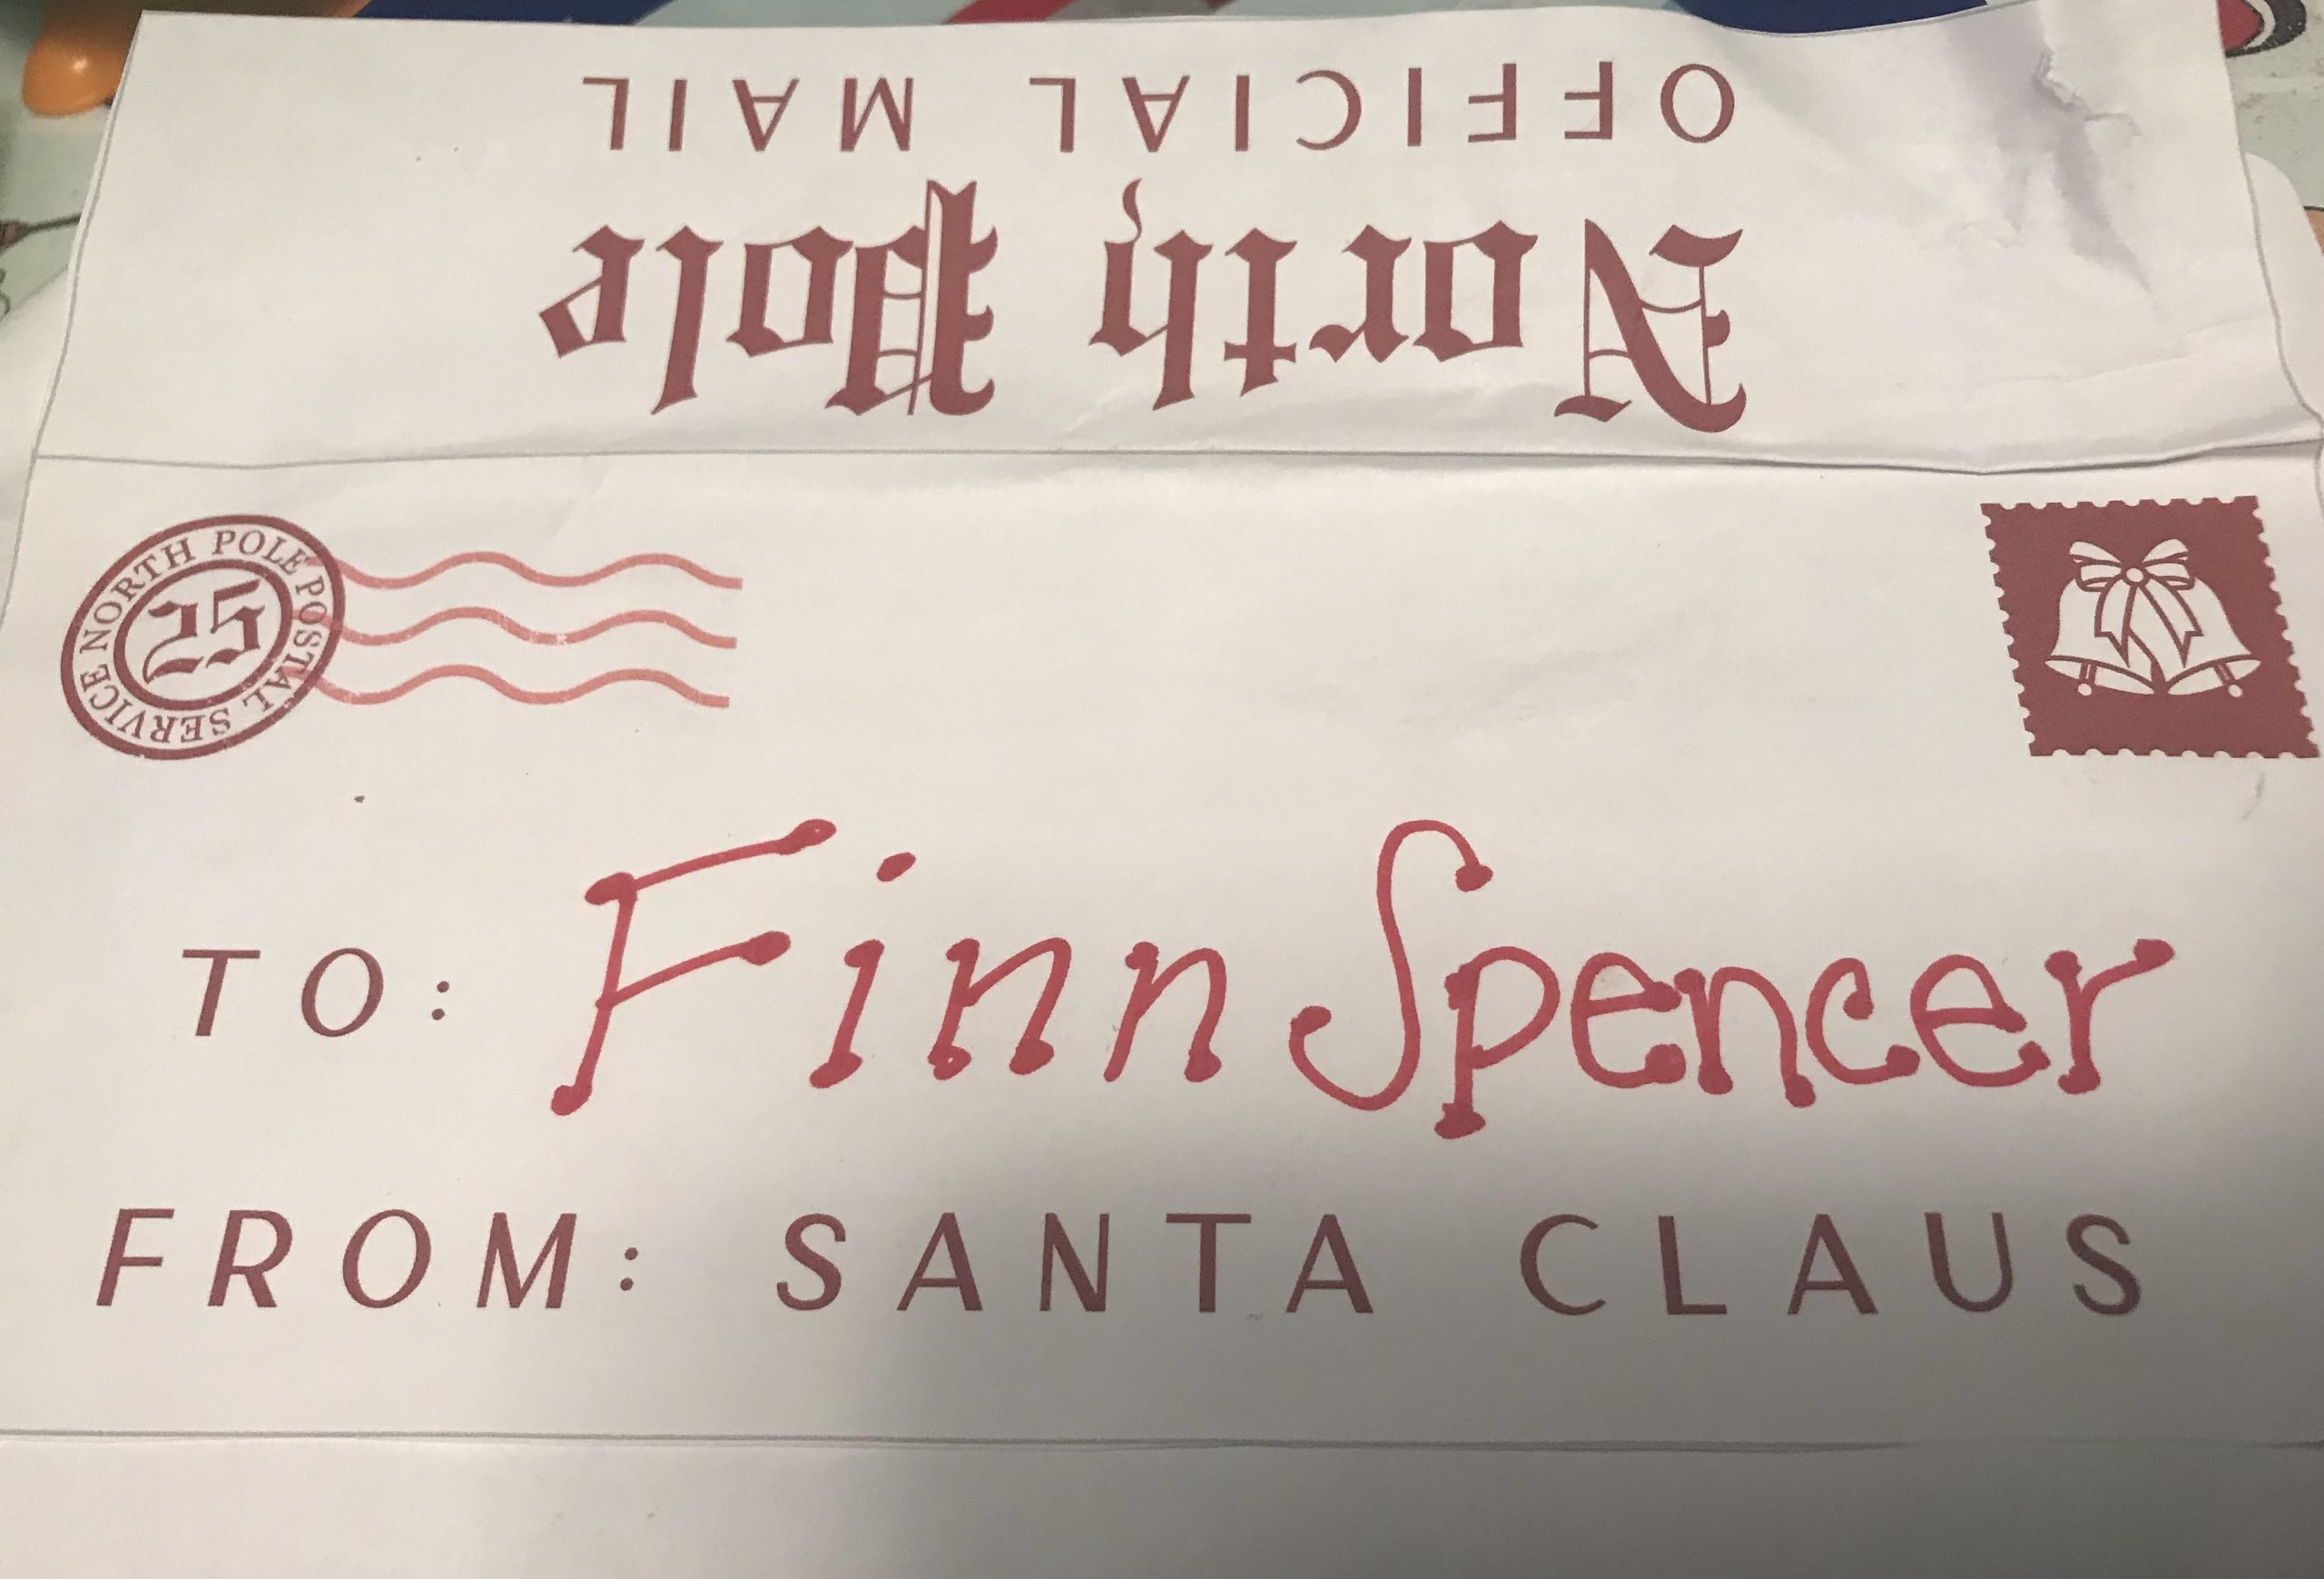 North Pole
OFFICIAL MAIL
NORTH POLE POSTAL SERVICE
25
TO: Finn Spencer
FROM: SANTA CLAUS